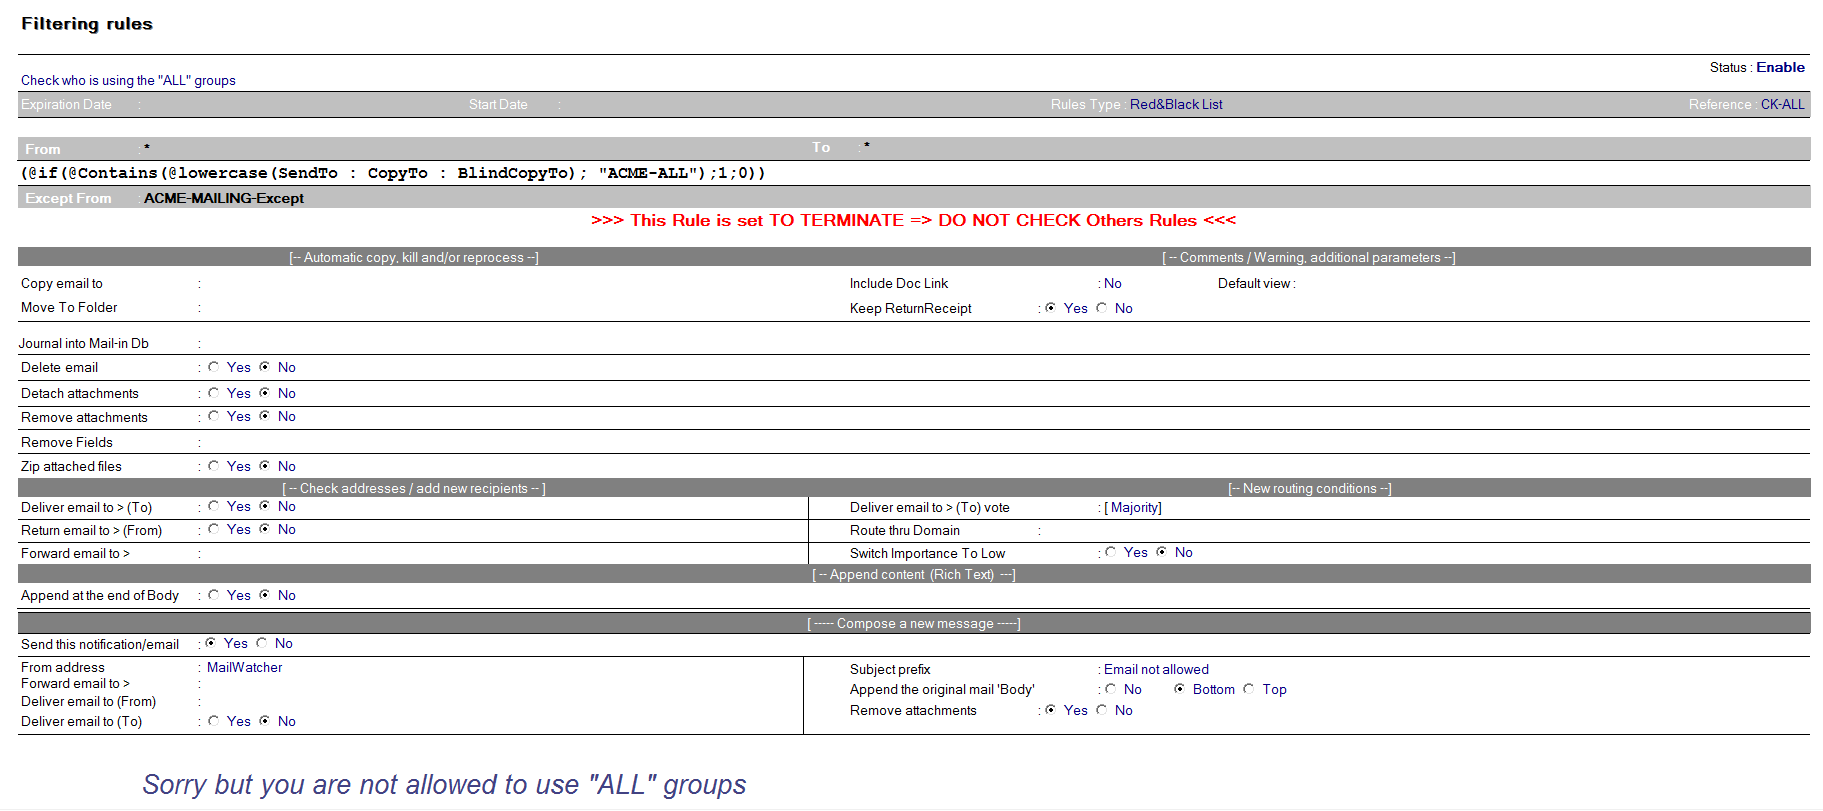 Filtering rules
Status : Enable
Check who is using the "ALL" groups
Expiration Date : Start Date : Rules Type : Red&Black List Reference : CK-ALL
From : * To : *
(@if(@Contains(@lowercase(SendTo : CopyTo : BlindCopyTo); "ACME-ALL");1;0))
Except From : ACME-MAILING-Except
>>> This Rule is set TO TERMINATE => DO NOT CHECK Others Rules <<<
[-- Automatic copy, kill and/or reprocess --] [ -- Comments / Warning, additional parameters --]
Copy email to : Include Doc Link : No Default view :
Move To Folder : Keep ReturnReceipt : Yes No
Journal into Mail-in Db :
Delete email : Yes No
Detach attachments : Yes No
Remove attachments : Yes No
Remove Fields :
Zip attached files : Yes No
[ -- Check addresses / add new recipients -- ] [-- New routing conditions --]
Deliver email to > (To) : Yes No Deliver email to > (To) vote : [ Majority]
Return email to > (From) : Yes No Route thru Domain :
Forward email to > : Switch Importance To Low : Yes No
[ -- Append content (Rich Text) ---]
Append at the end of Body : Yes No
[ ----- Compose a new message -----]
Send this notification/email : Yes No
From address : MailWatcher Subject prefix : Email not allowed
Forward email to > :
Deliver email to (From) : Append the original mail 'Body' : No Bottom Top
Deliver email to (To) : Yes No Remove attachments : Yes No
Sorry but you are not allowed to use "ALL" groups